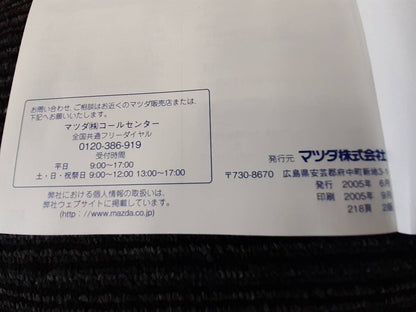 お問い合わせ、ご相談はお近くのマツダ販売店または、
下記へお願いいたします。
マツダ(株)コールセンター
全国共通フリーダイヤル
0120-386-919
受付時間
平日 9:00〜17:00
土・日・祝祭日 9:00〜12:00 13:00〜17:00
弊社における個人情報の取扱いは、
弊社ウェブサイトに掲載しています。
(http://www.mazda.co.jp)
発行元 マツダ株式会社
〒730-8670 広島県安芸郡府中町新地3-1
発行 2005年 6月
印刷 2005年 9月
218頁 2版